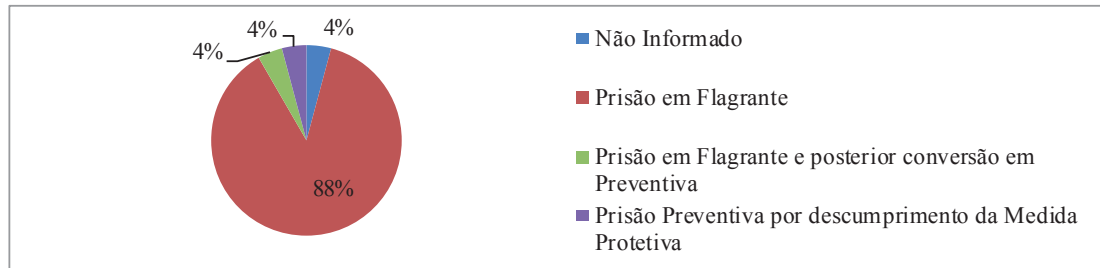 4%
4%
4%
88%
Não Informado
Prisão em Flagrante
Prisão em Flagrante e posterior conversão em
Preventiva
Prisão Preventiva por descumprimento da Medida
Protetiva